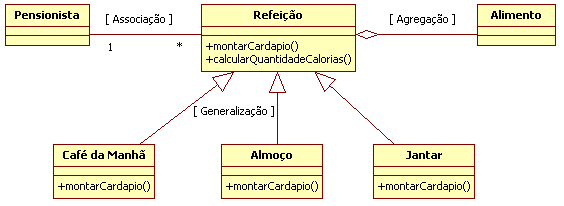 Pensionista
[ Associação ]
1
*
Refeição
+montarCardapio()
+calcularQuantidadeCalorias()
[ Agregação ]
Alimento
[ Generalização ]
Café da Manhã
+montarCardapio()
Almoço
+montarCardapio()
Jantar
+montarCardapio()